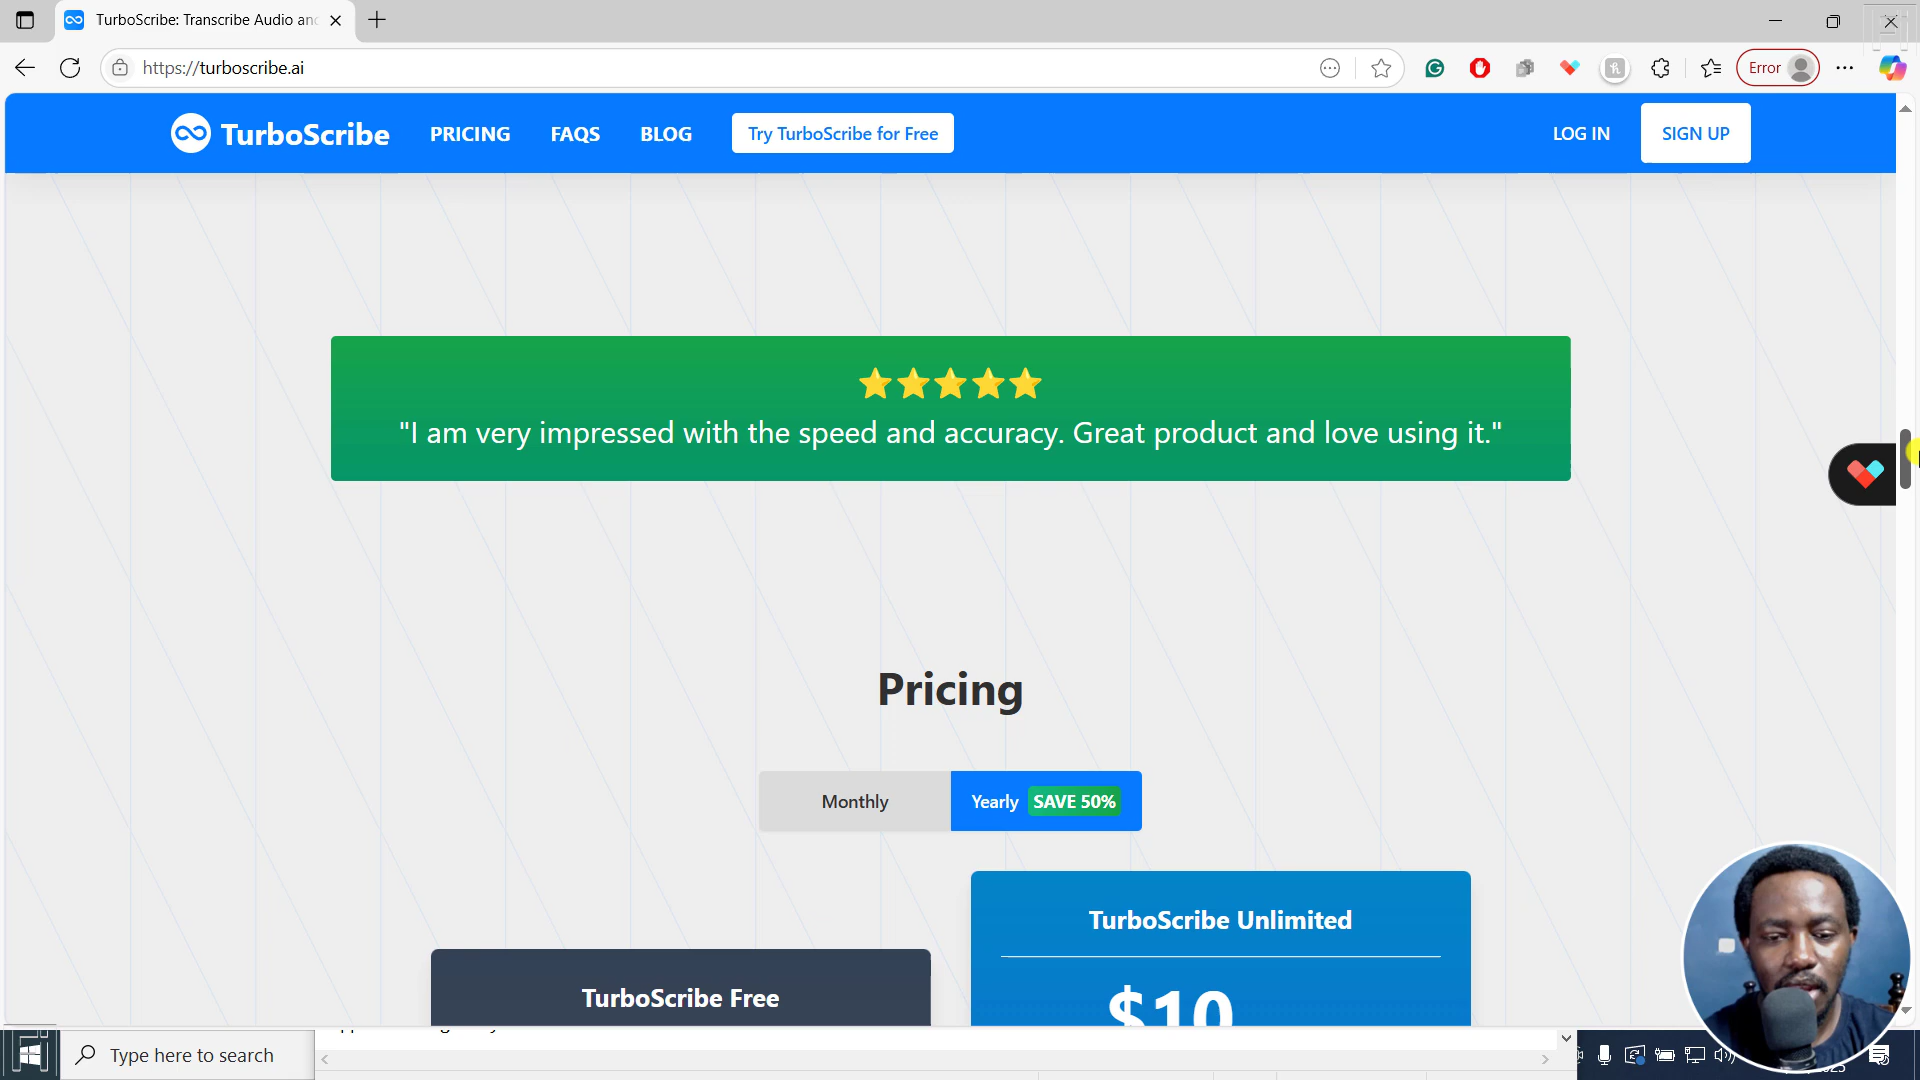 TurboScribe: Transcribe Audio an
https://turboscribe.ai
Error
TurboScribe
PRICING
FAQS
BLOG
Try TurboScribe for Free
LOG IN
SIGN UP
"I am very impressed with the speed and accuracy. Great product and love using it."
Pricing
Monthly
Yearly SAVE 50%
TurboScribe Unlimited
$10
TurboScribe Free
Type here to search